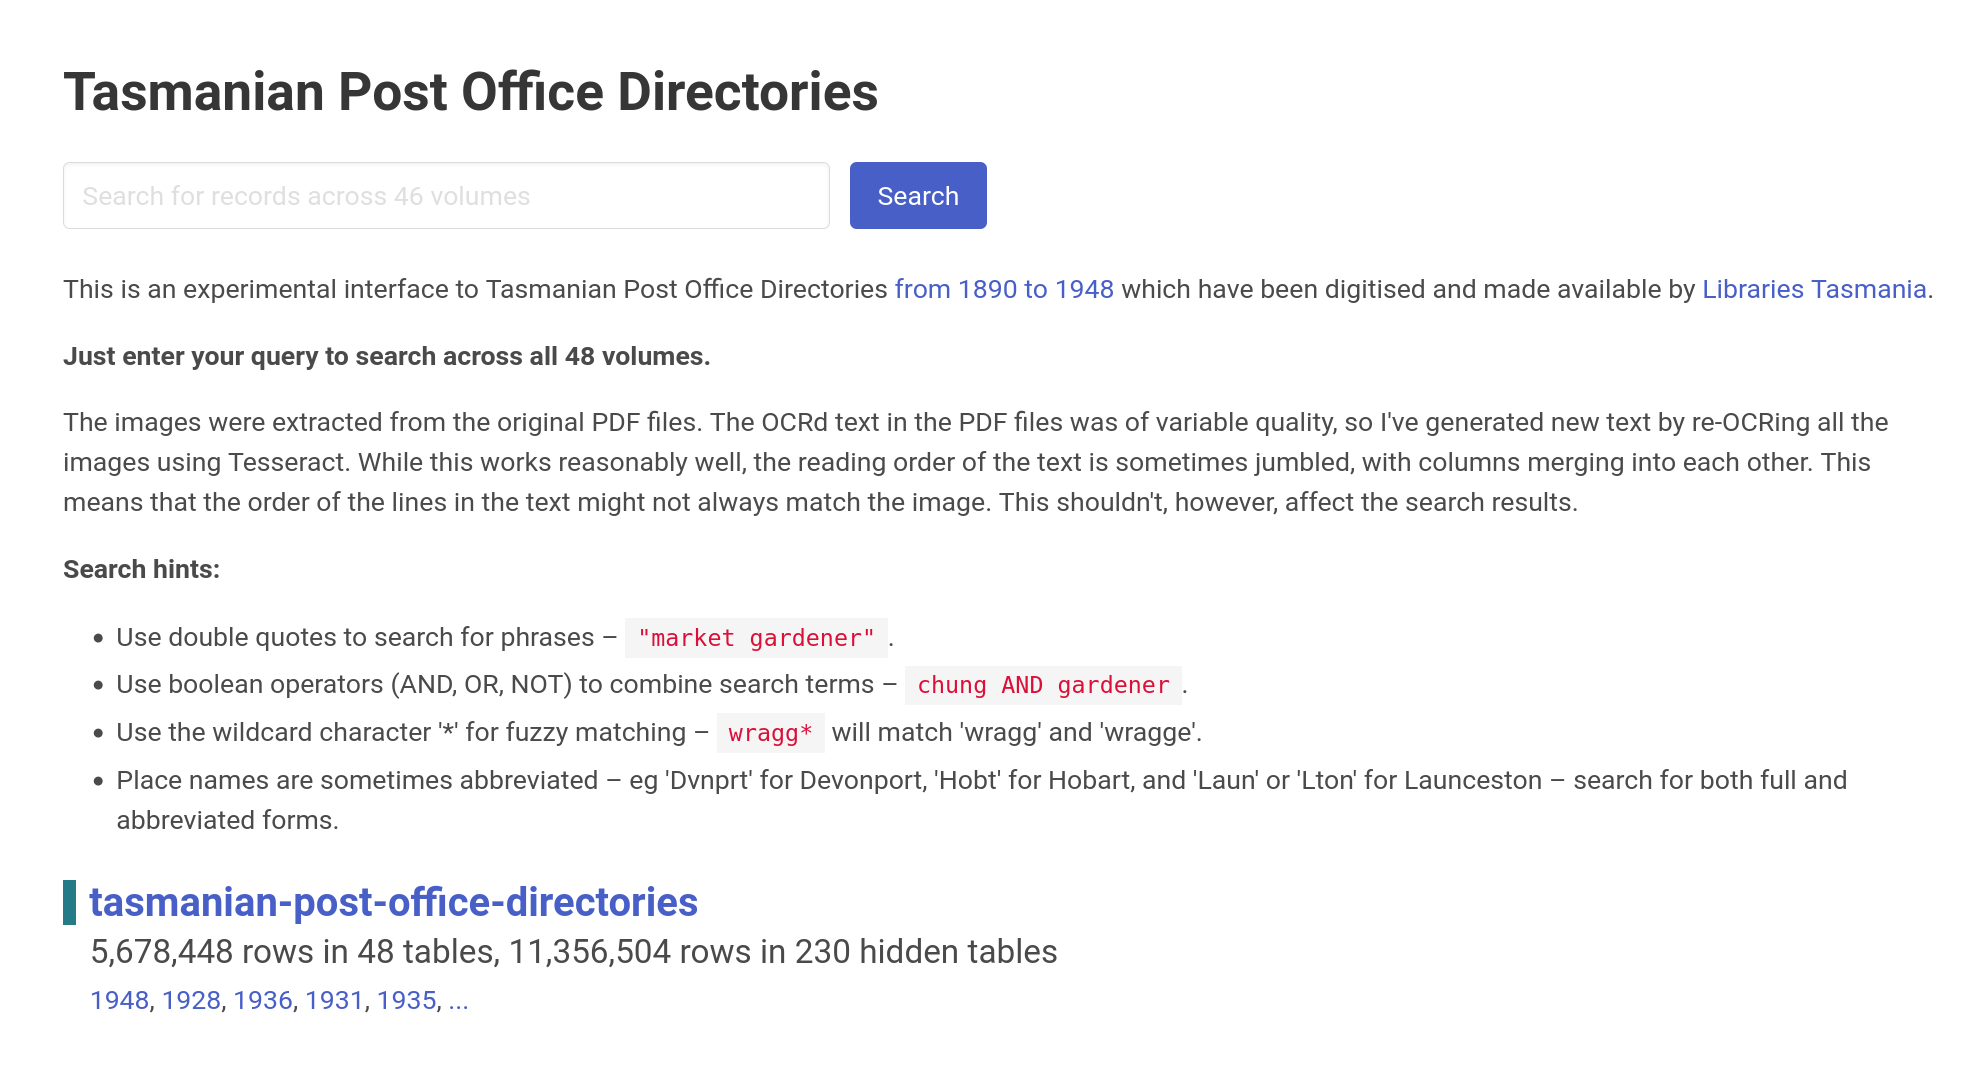 Tasmanian Post Office Directories
Search for records across 46 volumes
Search
This is an experimental interface to Tasmanian Post Office Directories from 1890 to 1948 which have been digitised and made available by Libraries Tasmania.
Just enter your query to search across all 48 volumes.
The images were extracted from the original PDF files. The OCRd text in the PDF files was of variable quality, so I've generated new text by re-OCRing all the
images using Tesseract. While this works reasonably well, the reading order of the text is sometimes jumbled, with columns merging into each other. This
means that the order of the lines in the text might not always match the image. This shouldn't, however, affect the search results.
Search hints:
• Use double quotes to search for phrases – "market gardener".
• Use boolean operators (AND, OR, NOT) to combine search terms – chung AND gardener.
• Use the wildcard character '*' for fuzzy matching – wragg* will match 'wragg' and 'wragge'.
• Place names are sometimes abbreviated – eg 'Dvnprt' for Devonport, 'Hobt' for Hobart, and 'Laun' or 'Lton' for Launceston – search for both full and
abbreviated forms.
tasmanian-post-office-directories
5,678,448 rows in 48 tables, 11,356,504 rows in 230 hidden tables
1948, 1928, 1936, 1931, 1935, ...